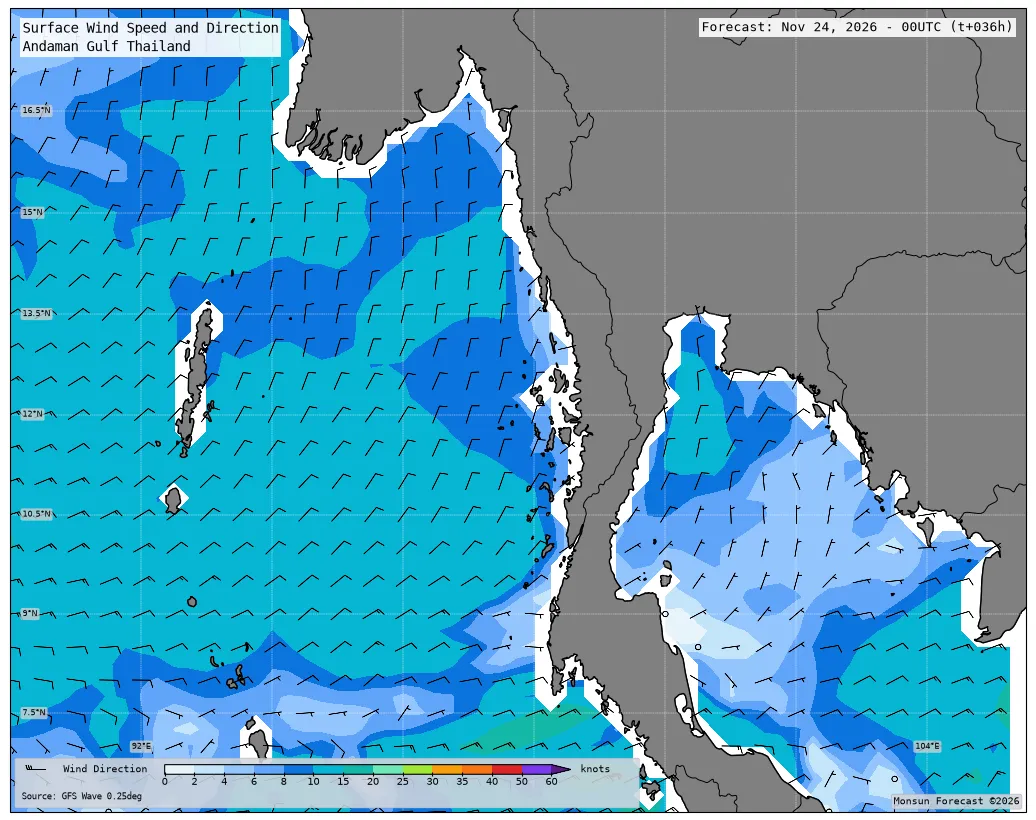 Surface Wind Speed and Direction
Andaman Gulf Thailand
Forecast: Nov 24, 2026 - 00UTC (t+036h)
16.5°N
15°N
13.5°N
12°N
10.5°N
9°N
7.5°N
92°E
104°E
Wind Direction
knots
0 2 4 6 8 10 15 20 25 30 35 40 50 60
Source: GFS Wave 0.25deg
Monsun Forecast ©2026